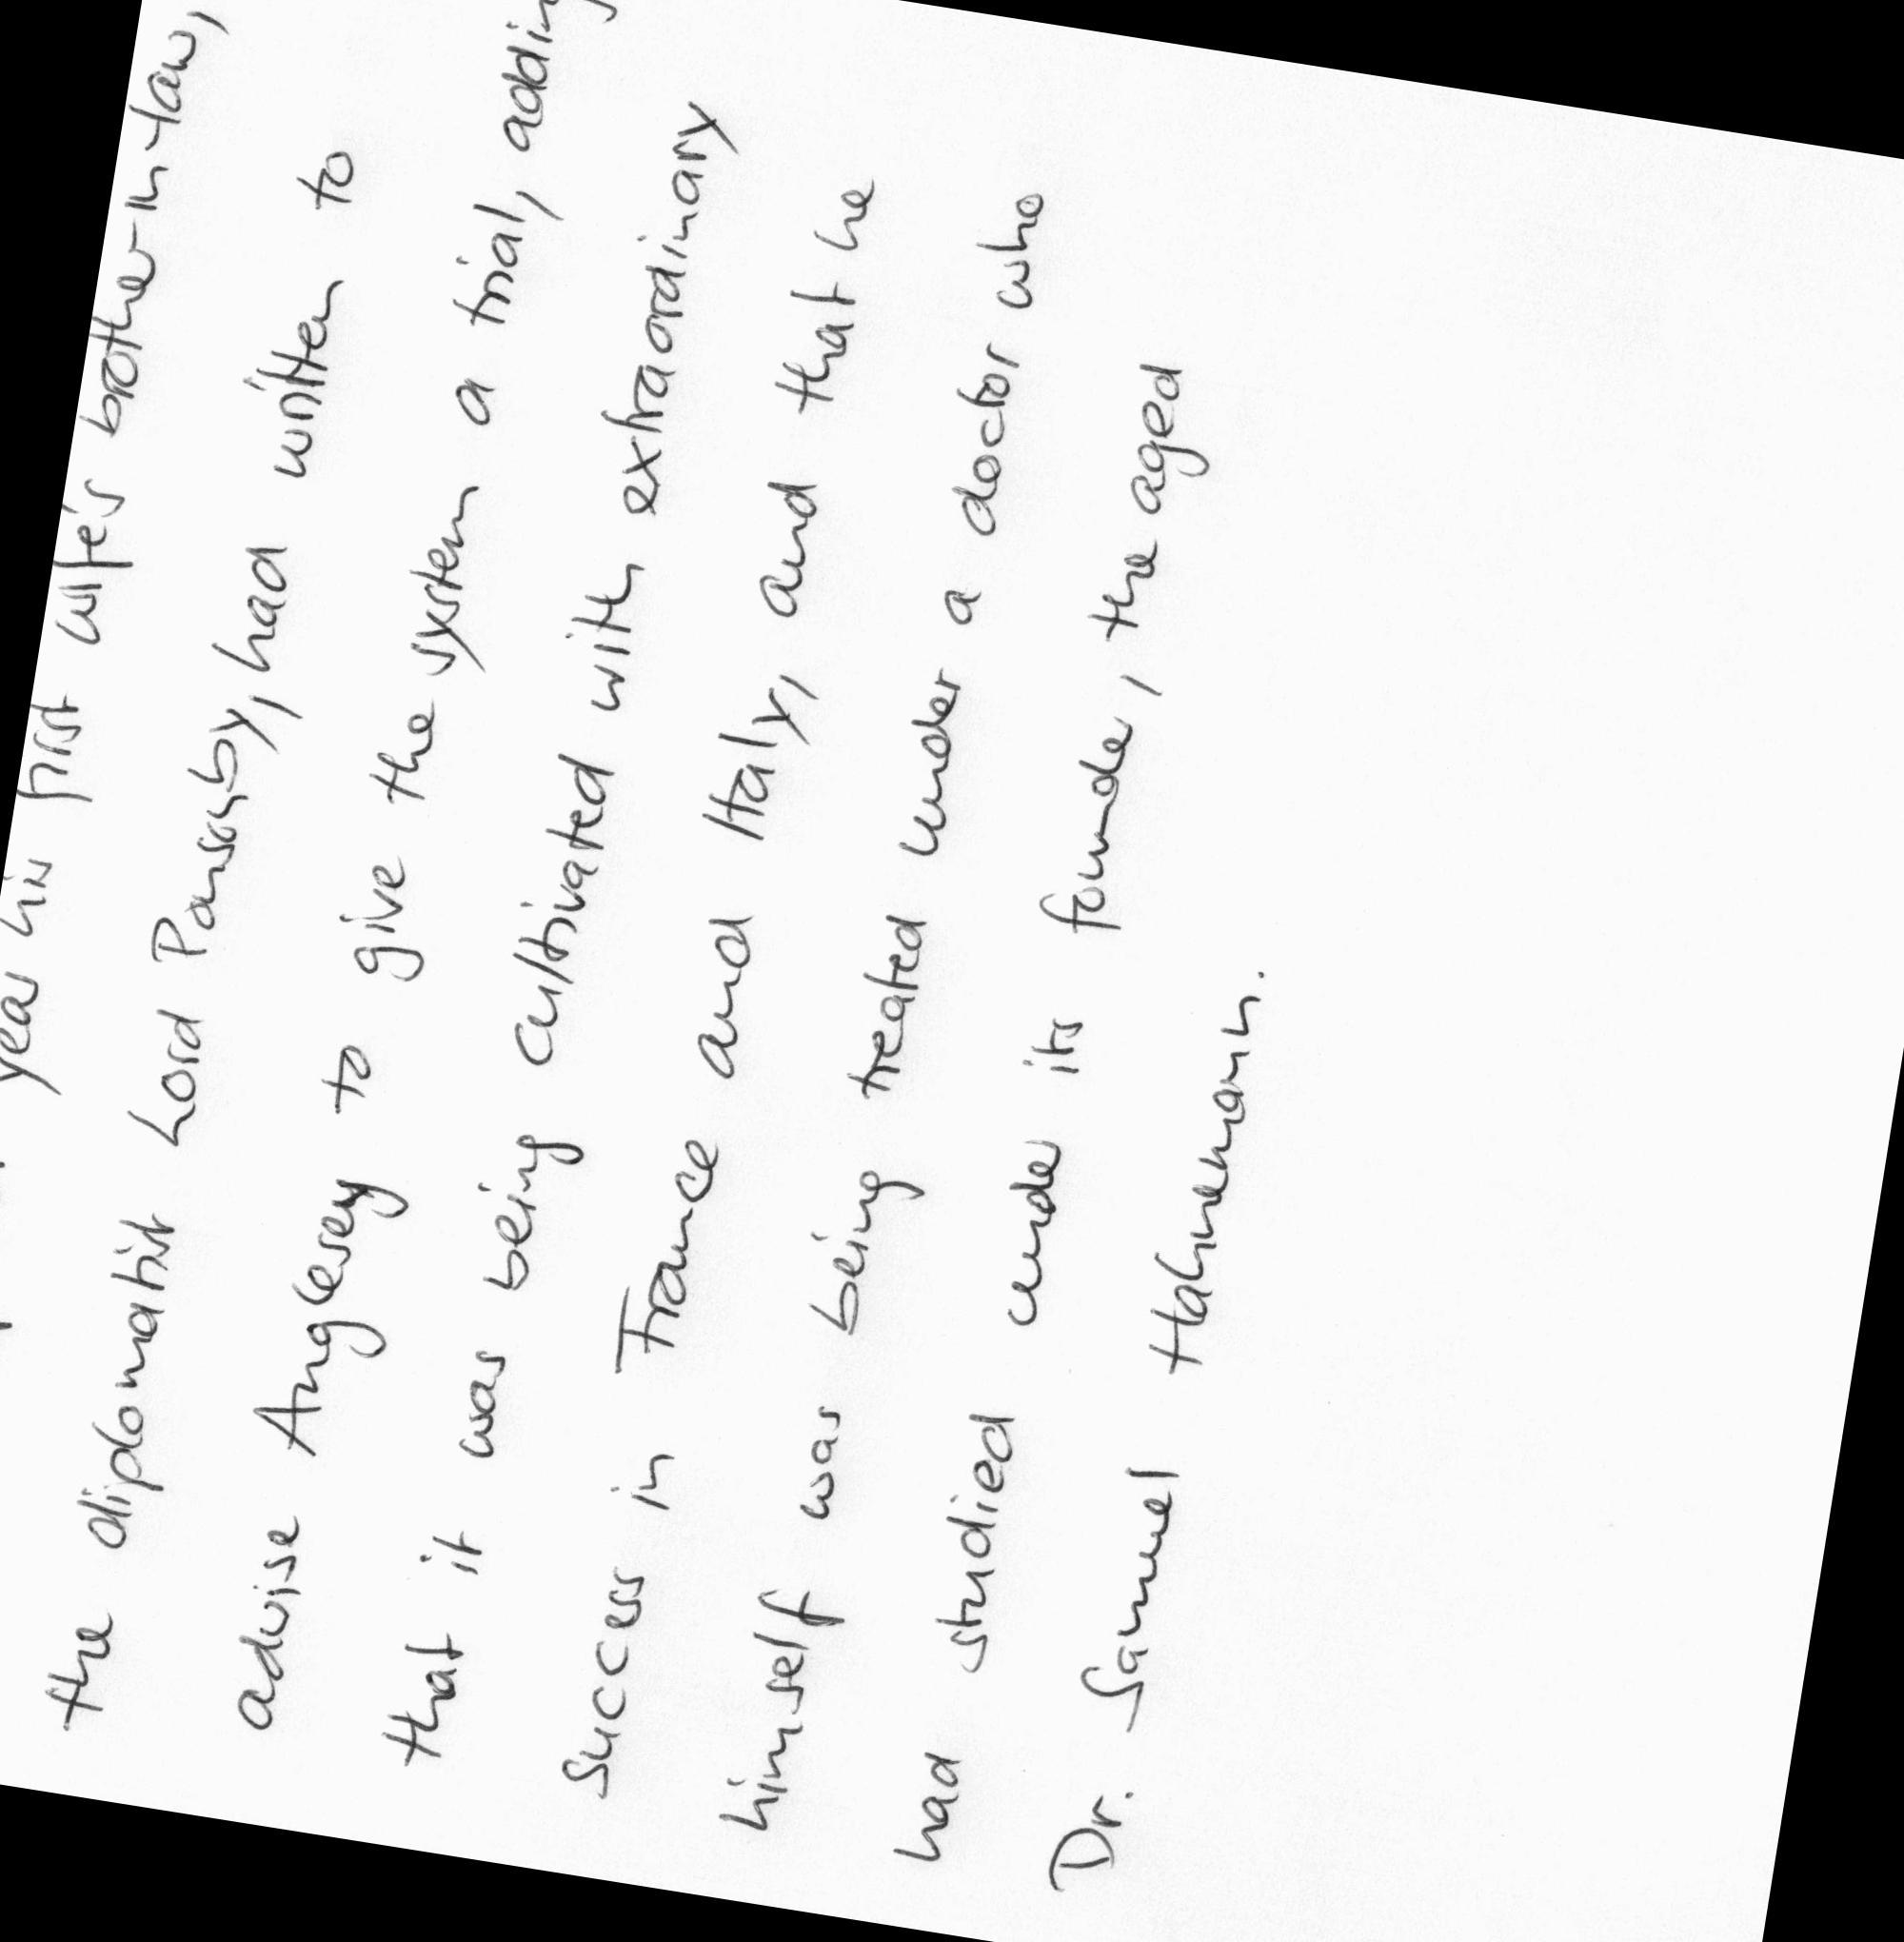 year his first wife's brother-in-law,
the diplomatist Lord Ponsonby, had written to
advise Anglesey to give the system a trial, adding
that it was being cultivated with extraordinary
success in France and Italy, and that he
himself was being treated under a doctor who
had studied under its founder, the aged
Dr. Samuel Hahnemann.